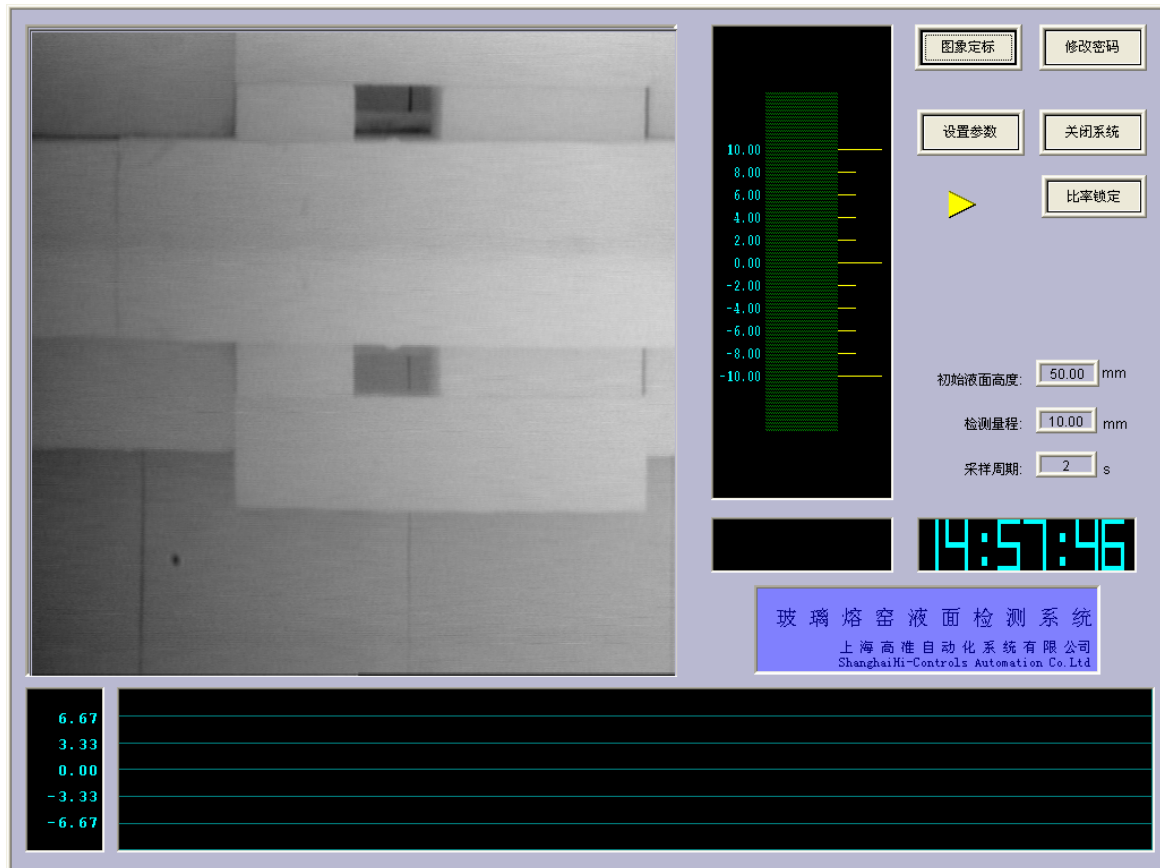 图象定标
修改密码
设置参数
关闭系统
比率锁定
10.00
8.00
6.00
4.00
2.00
0.00
-2.00
-4.00
-6.00
-8.00
-10.00
初始液面高度: 50.00 mm
检测量程: 10.00 mm
采样周期: 2 s
14:57:46
玻璃熔窑液面检测系统
上海高准自动化系统有限公司
ShanghaiHi-Controls Automation Co.Ltd
6.67
3.33
0.00
-3.33
-6.67